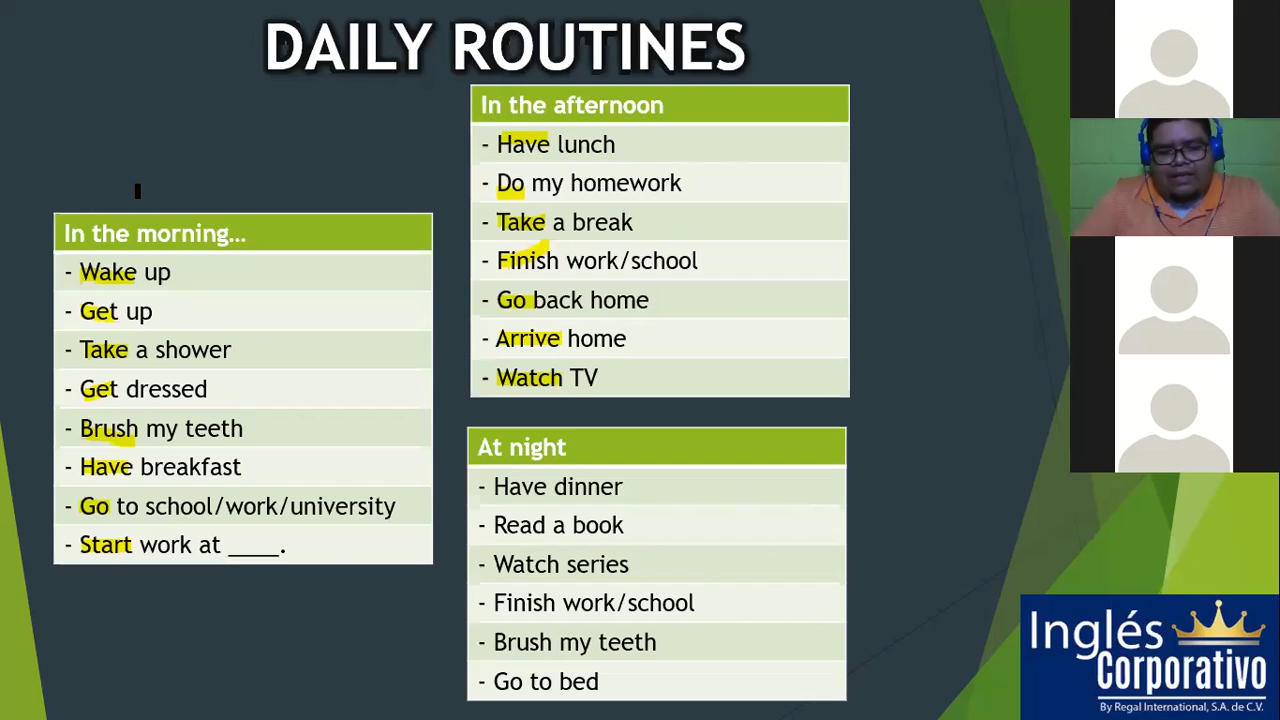 DAILY ROUTINES
In the morning…
- Wake up
- Get up
- Take a shower
- Get dressed
- Brush my teeth
- Have breakfast
- Go to school/work/university
- Start work at ____.
In the afternoon
- Have lunch
- Do my homework
- Take a break
- Finish work/school
- Go back home
- Arrive home
- Watch TV
At night
- Have dinner
- Read a book
- Watch series
- Finish work/school
- Brush my teeth
- Go to bed
Inglés
Corporativo
By Regal International, S.A. de C.V.